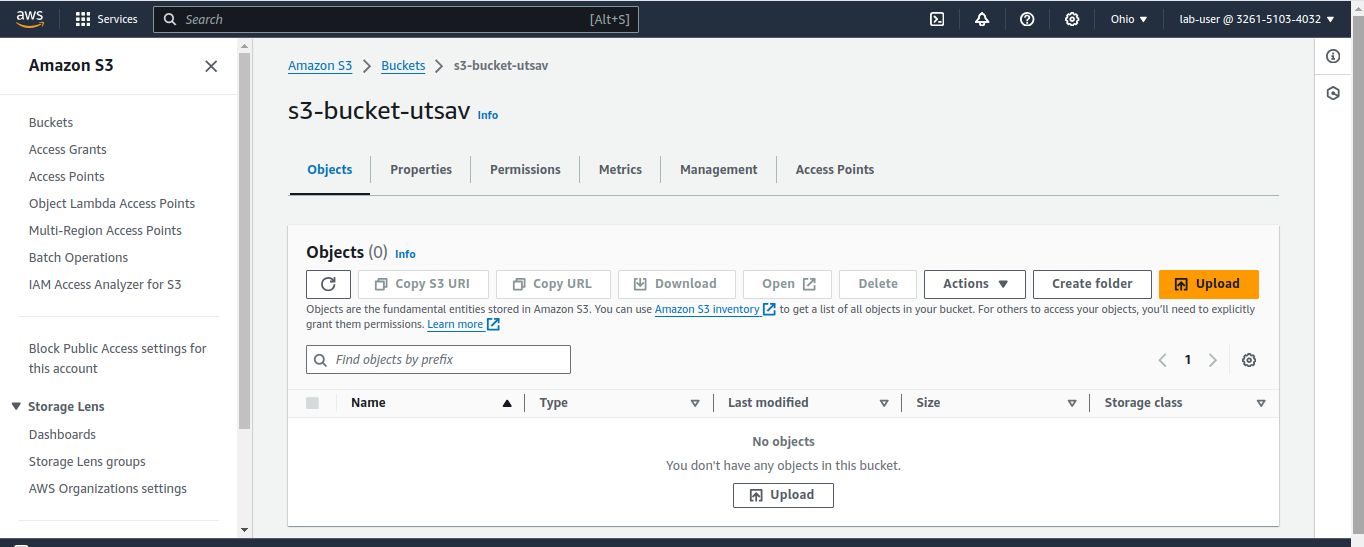 aws Services Search [Alt+S] Ohio lab-user @ 3261-5103-4032
Amazon S3
Buckets
Access Grants
Access Points
Object Lambda Access Points
Multi-Region Access Points
Batch Operations
IAM Access Analyzer for S3
Block Public Access settings for
this account
Storage Lens
Dashboards
Storage Lens groups
AWS Organizations settings
Amazon S3 Buckets s3-bucket-utsav
s3-bucket-utsav Info
Objects Properties Permissions Metrics Management Access Points
Objects (0) Info
Copy S3 URI Copy URL Download Open Delete Actions Create folder Upload
Objects are the fundamental entities stored in Amazon S3. You can use Amazon S3 inventory to get a list of all objects in your bucket. For others to access your objects, you'll need to explicitly
grant them permissions. Learn more
Find objects by prefix 1
Name Type Last modified Size Storage class
No objects
You don't have any objects in this bucket.
Upload